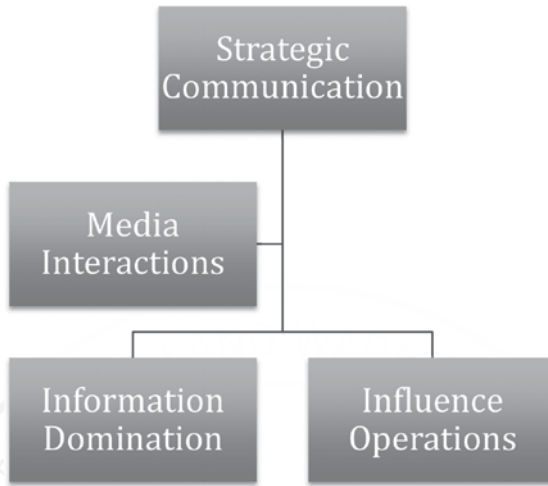 Strategic
Communication
Media
Interactions
Information
Domination
Influence
Operations